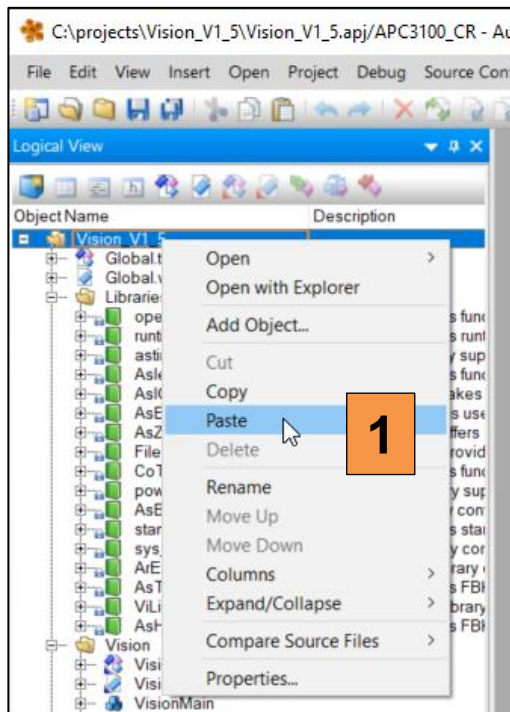 C:\projects\Vision_V1_5\Vision_V1_5.apj/APC3100_CR - Au
File Edit View Insert Open Project Debug Source Con
Logical View
Object Name Description
Vision_V1_5
Global.t
Global.v
Libraries
ope
runt
asti
AsIe
AsIC
AsE
AsZ
File
CoT
pow
AsB
star
sys_
ArE
AsT
ViLi
AsH
Vision
Visi
Visi
VisionMain
Open
Open with Explorer
Add Object...
Cut
Copy
Paste
Delete
Rename
Move Up
Move Down
Columns
Expand/Collapse
Compare Source Files
Properties...
1
s func
s runt
y sup
s func
akes
s use
ffers
rovid
s func
y sup
y con
s star
y cor
rary
s FBK
brary
s FBK